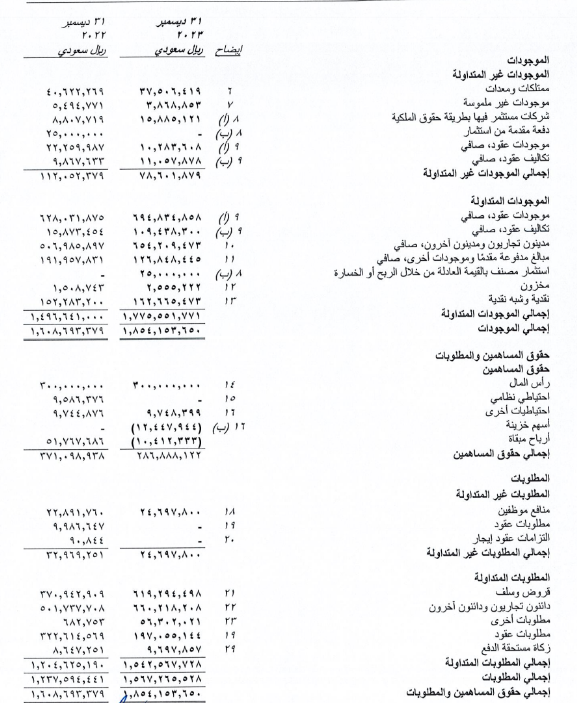 ٣١ ديسمبر ٣١ ديسمبر
٢٠٢٣ ٢٠٢٢
إيضاح ريال سعودي ريال سعودي
الموجودات
الموجودات غير المتداولة
ممتلكات ومعدات ٦ ٣٧,٥٠٦,٤١٩ ٤٠,٦٢٢,٢٦٩
موجودات غير ملموسة ٧ ٣,٨٦٨,٨٥٣ ٥,٤٩٤,٧٧١
شركات مستثمر فيها بطريقة حقوق الملكية ٨ (أ) ١٥,٨٨٥,١٢١ ٨,٨٠٧,٧١٩
دفعة مقدمة من استثمار ٨ (ب) - ٢٥,٠٠٠,٠٠٠
موجودات عقود، صافي ٩ (أ) ١٠,٢٨٣,٦٠٨ ٢٢,٢٥٩,٩٨٧
تكاليف عقود، صافي ٩ (ب) ١١,٠٥٧,٨٧٨ ٩,٨٦٧,٦٣٣
إجمالي الموجودات غير المتداولة ٧٨,٦٠١,٨٧٩ ١١٢,٠٥٢,٣٧٩
الموجودات المتداولة
موجودات عقود، صافي ٩ (أ) ٦٩٤,٨٣٤,٨٥٨ ٦٢٨,٠٣١,٨٧٥
تكاليف عقود، صافي ٩ (ب) ١٠٩,٤٣٨,٣٠٠ ١٥,٨٧٣,٤٥٤
مدينون تجاريون ومدينون آخرون، صافي ١٠ ٦٥٤,٢٠٩,٤٧٣ ٥٠٦,٩٨٥,٨٩٧
مبالغ مدفوعة مقدمًا وموجودات أخرى، صافي ١١ ١٢٦,٨٤٨,٤٤٥ ١٩١,٩٥٧,٨٣١
استثمار مصنف بالقيمة العادلة من خلال الربح أو الخسارة ٨ (ب) ٢٥,٠٠٠,٠٠٠ -
مخزون ١٢ ٢,٥٥٥,٢٢٢ ١,٥٠٨,٧٤٣
نقدية وشبه نقدية ١٣ ١٦٢,٦٦٥,٤٧٣ ١٥٢,٢٨٣,٢٠٠
إجمالي الموجودات المتداولة ١,٧٧٥,٥٥١,٧٧١ ١,٤٩٦,٦٤١,٠٠٠
إجمالي الموجودات ١,٨٥٤,١٥٣,٦٥٠ ١,٦٠٨,٦٩٣,٣٧٩
حقوق المساهمين والمطلوبات
حقوق المساهمين
رأس المال ١٤ ٣٠٠,٠٠٠,٠٠٠ ٣٠٠,٠٠٠,٠٠٠
احتياطي نظامي ١٥ - ٩,٥٨٦,٣٧٦
احتياطيات أخرى ١٦ ٩,٧٤٨,٣٩٩ ٩,٧٤٤,٨٧٦
أسهم خزينة ١٦ (ب) (١٢,٤٤٧,٩٤٤) -
أرباح مبقاة (١٠,٤١٢,٣٣٣) ٥١,٧٦٧,٦٨٦
إجمالي حقوق المساهمين ٢٨٦,٨٨٨,١٢٢ ٣٧١,٠٩٨,٩٣٨
المطلوبات
المطلوبات غير المتداولة
منافع موظفين ١٨ ٢٤,٦٩٧,٨٠٠ ٢٢,٨٩١,٧٦٠
مطلوبات عقود ١٩ - ٩,٩٨٦,٦٤٧
التزامات عقود إيجار ٢٠ - ٩٠,٨٤٤
إجمالي المطلوبات غير المتداولة ٢٤,٦٩٧,٨٠٠ ٣٢,٩٦٩,٢٥١
المطلوبات المتداولة
قروض وسلف ٢١ ٦١٩,٢٩٤,٤٩٨ ٣٧٠,٩٤٢,٩٠٩
دائنون تجاريون ودائنون آخرون ٢٢ ٦٦٠,٢١٨,٢٠٨ ٥٠١,٧٣٧,٧٠٨
مطلوبات أخرى ٢٣ ٥٦,٣٠٢,٠٢١ ٦٨٢,٧٥٣
مطلوبات عقود ١٩ ١٩٧,٠٥٥,١٤٤ ٣٢٢,٦١٤,٥٦٩
زكاة مستحقة الدفع ٢٩ ٩,٦٩٧,٨٥٧ ٨,٦٤٧,٢٥١
إجمالي المطلوبات المتداولة ١,٥٤٢,٥٦٧,٧٢٨ ١,٢٠٤,٦٢٥,١٩٠
إجمالي المطلوبات ١,٥٦٧,٢٦٥,٥٢٨ ١,٢٣٧,٥٩٤,٤٤١
إجمالي حقوق المساهمين والمطلوبات ١,٨٥٤,١٥٣,٦٥٠ ١,٦٠٨,٦٩٣,٣٧٩